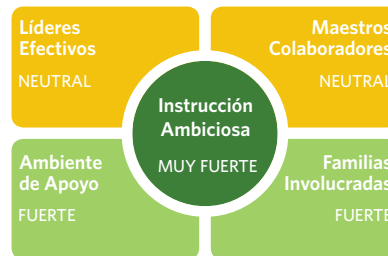 Líderes
Efectivos
NEUTRAL
Maestros
Colaboradores
NEUTRAL
Instrucción
Ambiciosa
MUY FUERTE
Ambiente
de Apoyo
FUERTE
Familias
Involucradas
FUERTE